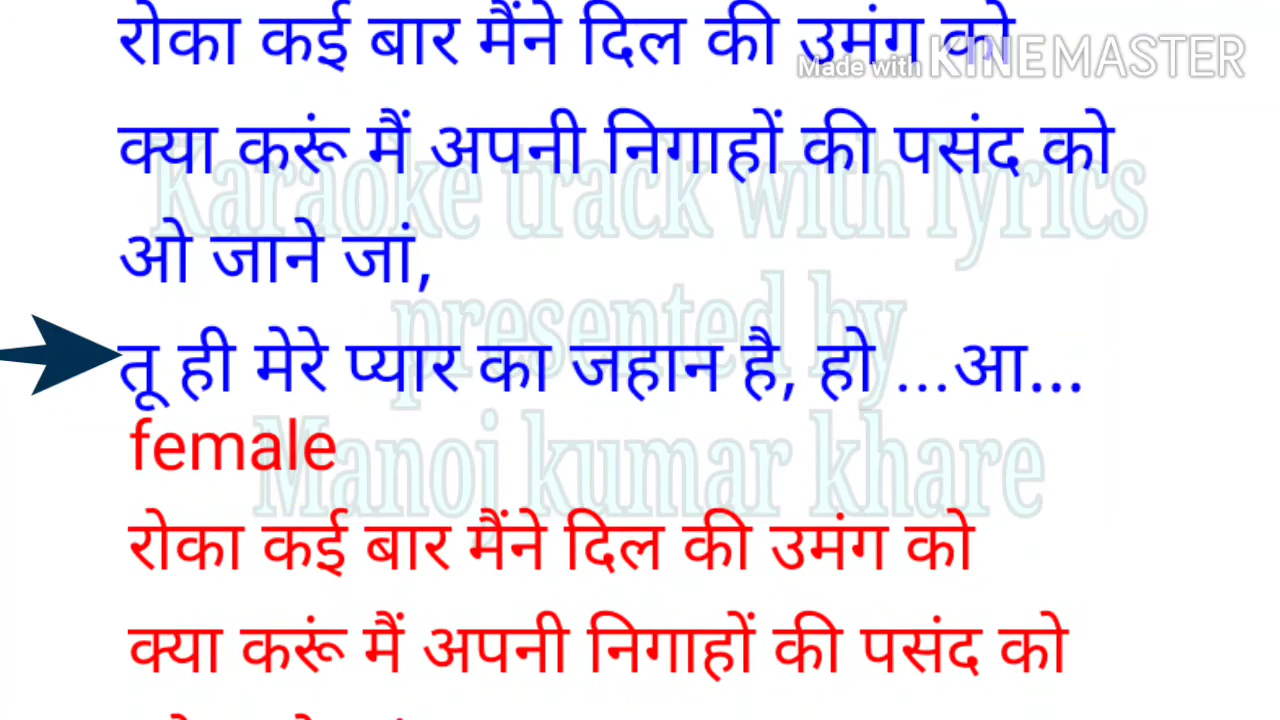 रोका कई बार मैंने दिल की उमंग को
Made with KINEMASTER
क्या करूं मैं अपनी निगाहों की पसंद को
Karaoke track with lyrics
ओ जाने जां,
presented by
तू ही मेरे प्यार का जहान है, हो ...आ...
Manoj kumar khare
female
रोका कई बार मैंने दिल की उमंग को
क्या करूं मैं अपनी निगाहों की पसंद को